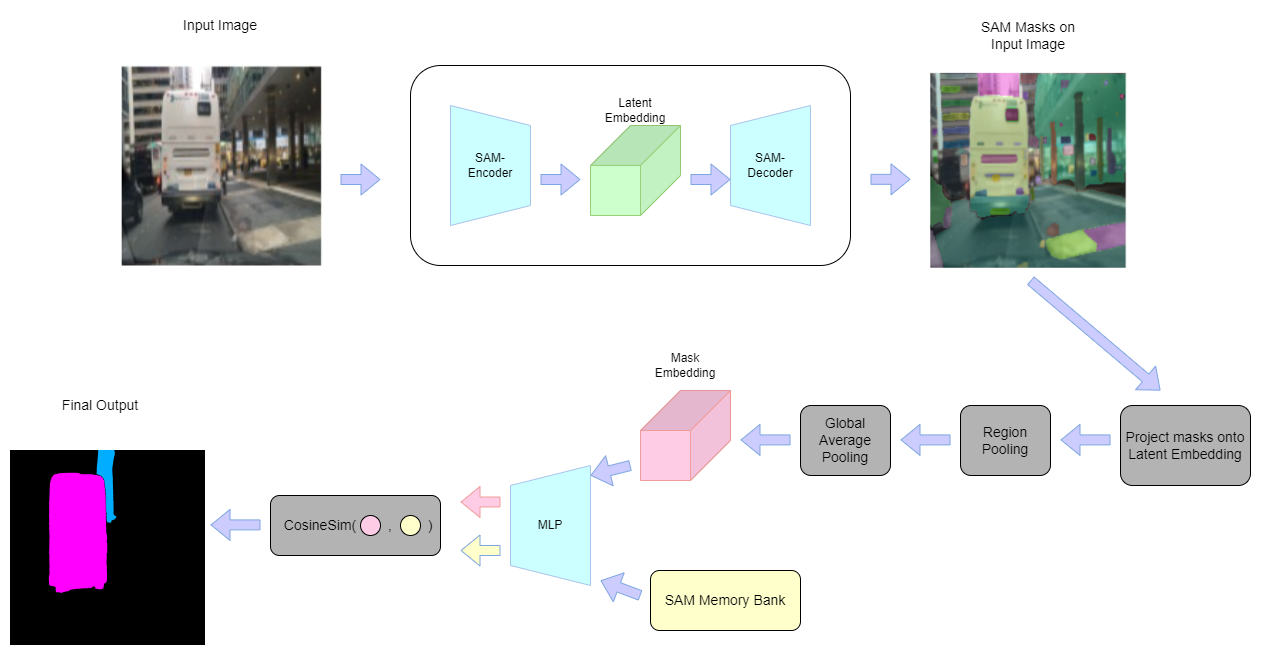 Input Image
SAM Masks on
Input Image
Latent
Embedding
SAM-
Encoder
SAM-
Decoder
Mask
Embedding
Final Output
Global
Average
Pooling
Region
Pooling
Project masks onto
Latent Embedding
CosineSim( , )
MLP
SAM Memory Bank